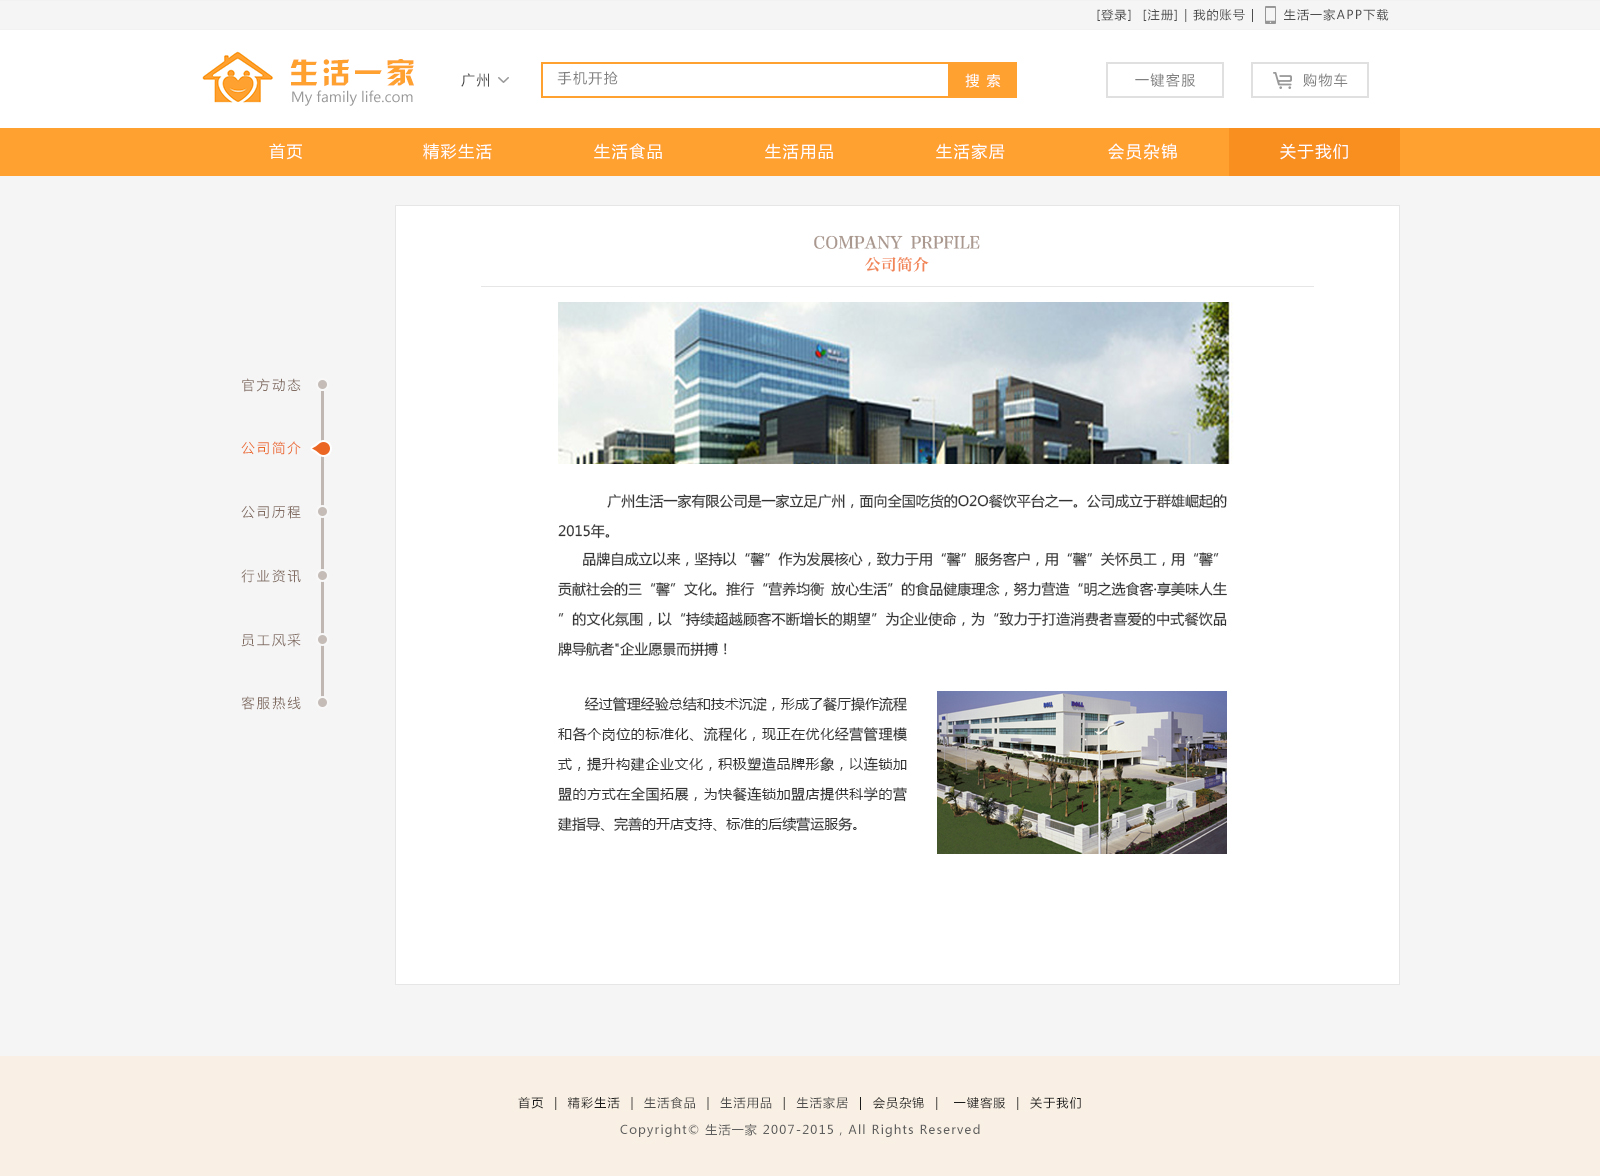 [登录] [注册] | 我的账号 | 生活一家APP下载
生活一家
My family life.com
广州
手机开抢
搜 索
一键客服
购物车
首页 精彩生活 生活食品 生活用品 生活家居 会员杂锦 关于我们
COMPANY PRPFILE
公司简介
官方动态
公司简介
公司历程
行业资讯
员工风采
客服热线
广州生活一家有限公司是一家立足广州，面向全国吃货的O2O餐饮平台之一。公司成立于群雄崛起的
2015年。
品牌自成立以来，坚持以“馨”作为发展核心，致力于用“馨”服务客户，用“馨”关怀员工，用“馨”
贡献社会的三“馨”文化。推行“营养均衡 放心生活”的食品健康理念，努力营造“明之选食客·享美味人生
”的文化氛围，以“持续超越顾客不断增长的期望”为企业使命，为“致力于打造消费者喜爱的中式餐饮品
牌导航者"企业愿景而拼搏！
经过管理经验总结和技术沉淀，形成了餐厅操作流程
和各个岗位的标准化、流程化，现正在优化经营管理模
式，提升构建企业文化，积极塑造品牌形象，以连锁加
盟的方式在全国拓展，为快餐连锁加盟店提供科学的营
建指导、完善的开店支持、标准的后续营运服务。
首页 | 精彩生活 | 生活食品 | 生活用品 | 生活家居 | 会员杂锦 | 一键客服 | 关于我们
Copyright© 生活一家 2007-2015 , All Rights Reserved